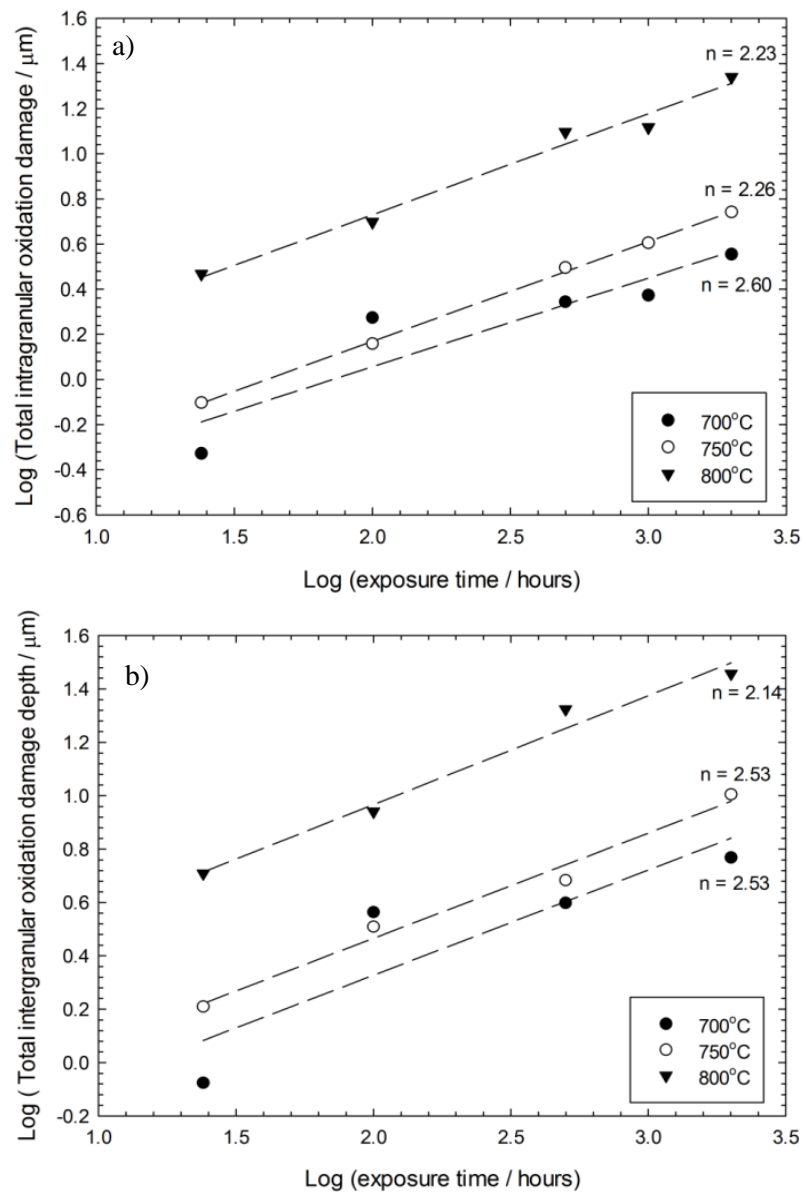 a)
Log (Total intragranular oxidation damage / μm)
1.6
1.4
1.2
1.0
0.8
0.6
0.4
0.2
0.0
-0.2
-0.4
-0.6
n = 2.23
n = 2.26
n = 2.60
700°C
750°C
800°C
1.0 1.5 2.0 2.5 3.0 3.5
Log (exposure time / hours)
b)
Log ( Total intergranular oxidation damage depth / μm)
1.6
1.4
1.2
1.0
0.8
0.6
0.4
0.2
0.0
-0.2
n = 2.14
n = 2.53
n = 2.53
700°C
750°C
800°C
1.0 1.5 2.0 2.5 3.0 3.5
Log (exposure time / hours)